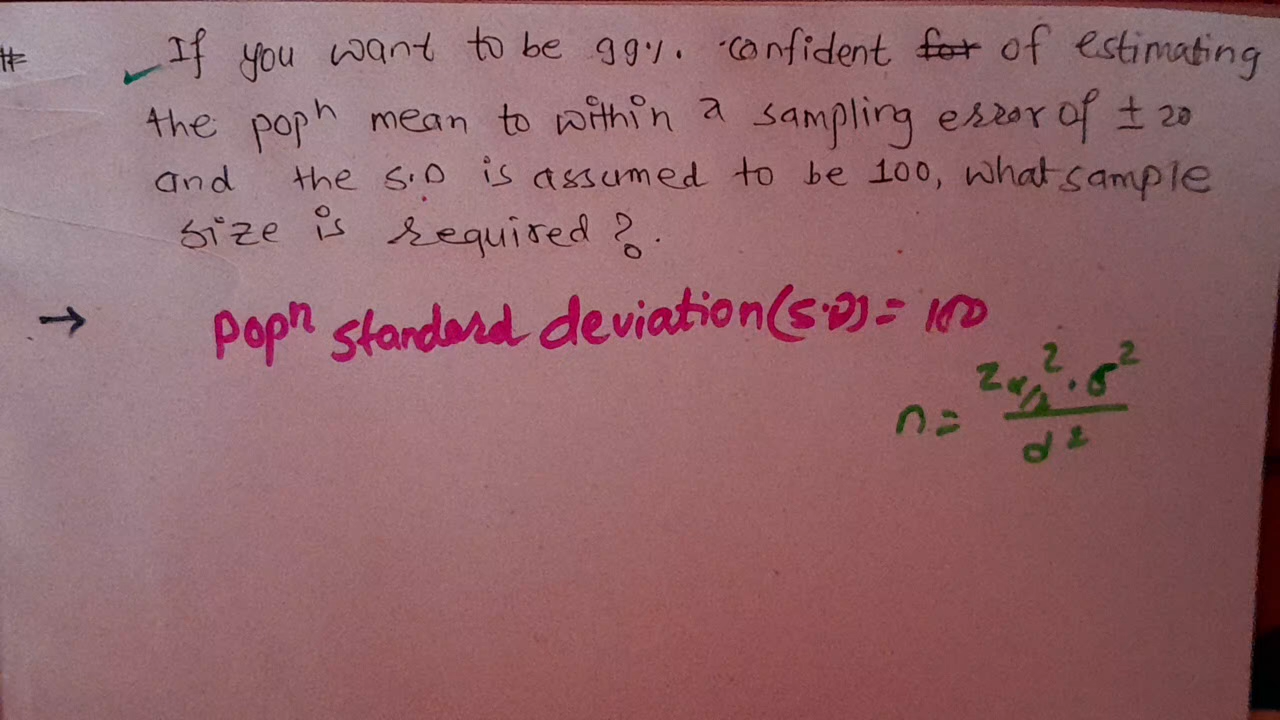 # If you want to be 99%. confident for of estimating
the popn mean to within a sampling error of ± 20
and the S.D is assumed to be 100, what sample
size is required ?.
→ Popn standard deviation (S.D) = 100
n = Zα/2² . σ² / d²